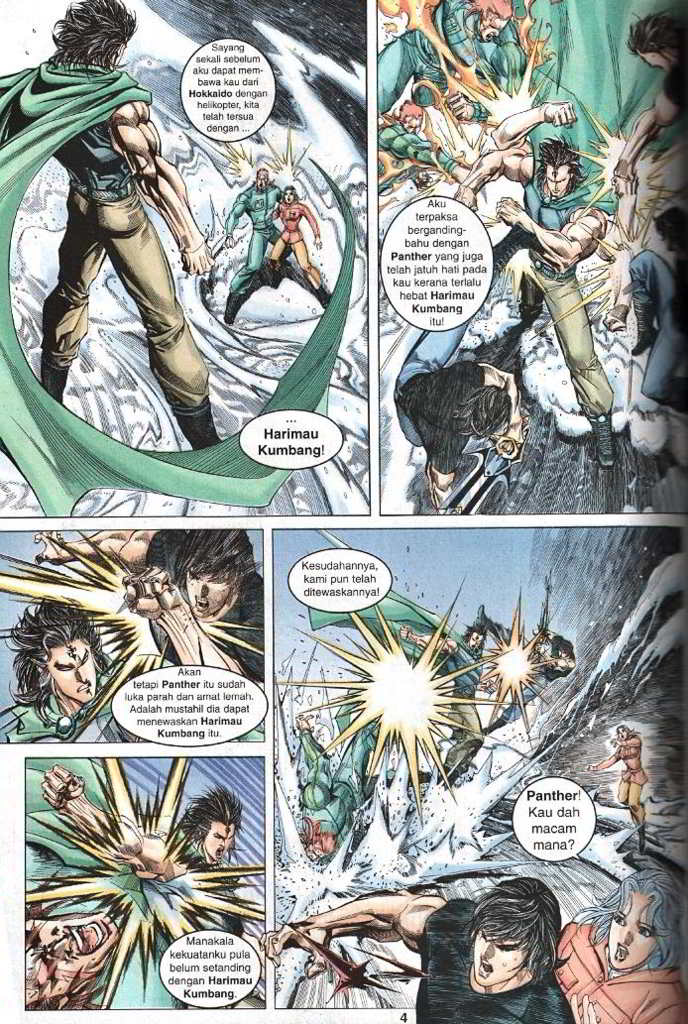 Sayang
sekali sebelum
aku dapat mem-
bawa kau dari
Hokkaido dengan
helikopter, kita
telah tersua
dengan ...
...
Harimau
Kumbang!
Aku
terpaksa
berganding-
bahu dengan
Panther yang juga
telah jatuh hati pada
kau kerana terlalu
hebat Harimau
Kumbang
itu!
Akan
tetapi Panther itu sudah
luka parah dan amat lemah.
Adalah mustahil dia dapat
menewaskan Harimau
Kumbang itu.
Manakala
kekuatanku pula
belum setanding
dengan Harimau
Kumbang.
Kesudahannya,
kami pun telah
ditewaskannya!
Panther!
Kau dah
macam
mana?
4